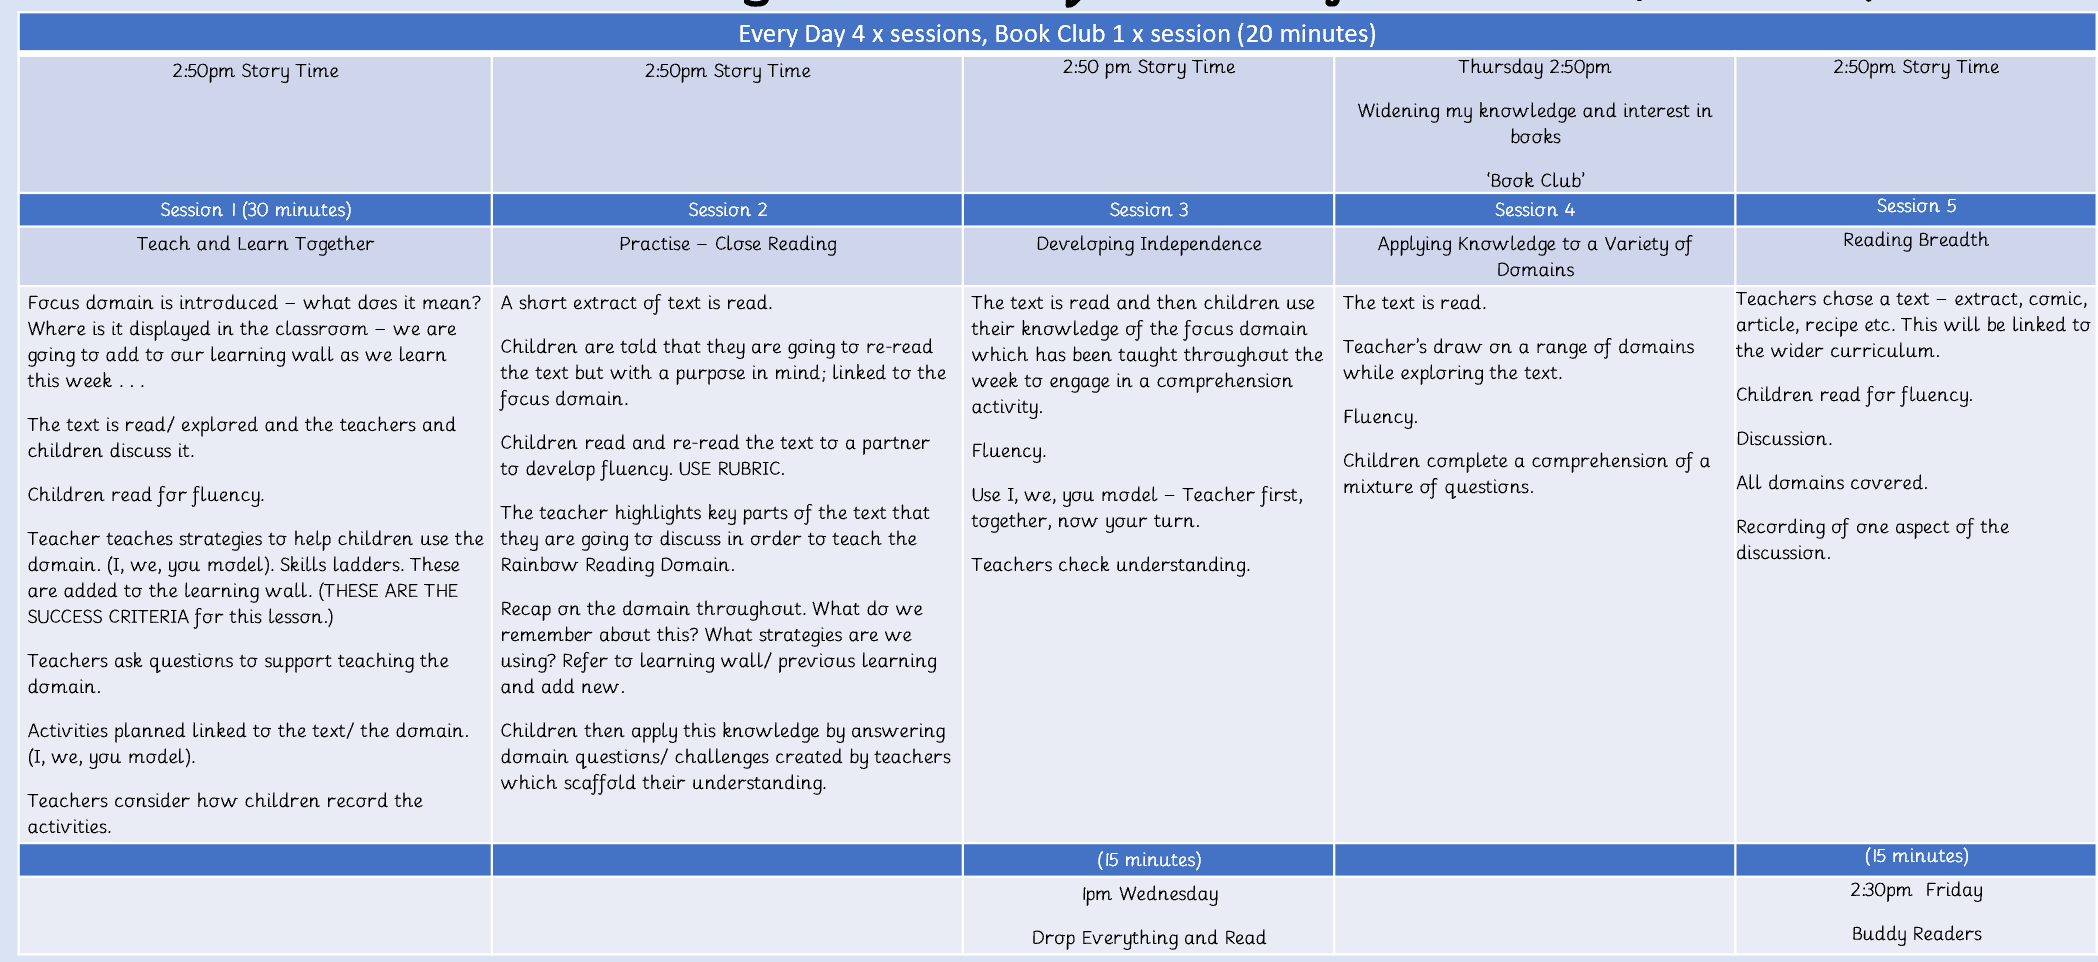 Every Day 4 x sessions, Book Club 1 x session (20 minutes)
2:50pm Story Time
2:50pm Story Time
2:50 pm Story Time
Thursday 2:50pm
Widening my knowledge and interest in
books
‘Book Club’
2:50pm Story Time
Session 1 (30 minutes)
Session 2
Session 3
Session 4
Session 5
Teach and Learn Together
Practise – Close Reading
Developing Independence
Applying Knowledge to a Variety of
Domains
Reading Breadth
Focus domain is introduced – what does it mean?
Where is it displayed in the classroom – we are
going to add to our learning wall as we learn
this week . . .
The text is read/ explored and the teachers and
children discuss it.
Children read for fluency.
Teacher teaches strategies to help children use the
domain. (I, we, you model). Skills ladders. These
are added to the learning wall. (THESE ARE THE
SUCCESS CRITERIA for this lesson.)
Teachers ask questions to support teaching the
domain.
Activities planned linked to the text/ the domain.
(I, we, you model).
Teachers consider how children record the
activities.
A short extract of text is read.
Children are told that they are going to re-read
the text but with a purpose in mind; linked to the
focus domain.
Children read and re-read the text to a partner
to develop fluency. USE RUBRIC.
The teacher highlights key parts of the text that
they are going to discuss in order to teach the
Rainbow Reading Domain.
Recap on the domain throughout. What do we
remember about this? What strategies are we
using? Refer to learning wall/ previous learning
and add new.
Children then apply this knowledge by answering
domain questions/ challenges created by teachers
which scaffold their understanding.
The text is read and then children use
their knowledge of the focus domain
which has been taught throughout the
week to engage in a comprehension
activity.
Fluency.
Use I, we, you model – Teacher first,
together, now your turn.
Teachers check understanding.
The text is read.
Teacher’s draw on a range of domains
while exploring the text.
Fluency.
Children complete a comprehension of a
mixture of questions.
Teachers chose a text – extract, comic,
article, recipe etc. This will be linked to
the wider curriculum.
Children read for fluency.
Discussion.
All domains covered.
Recording of one aspect of the
discussion.
(15 minutes)
(15 minutes)
1pm Wednesday
Drop Everything and Read
2:30pm Friday
Buddy Readers